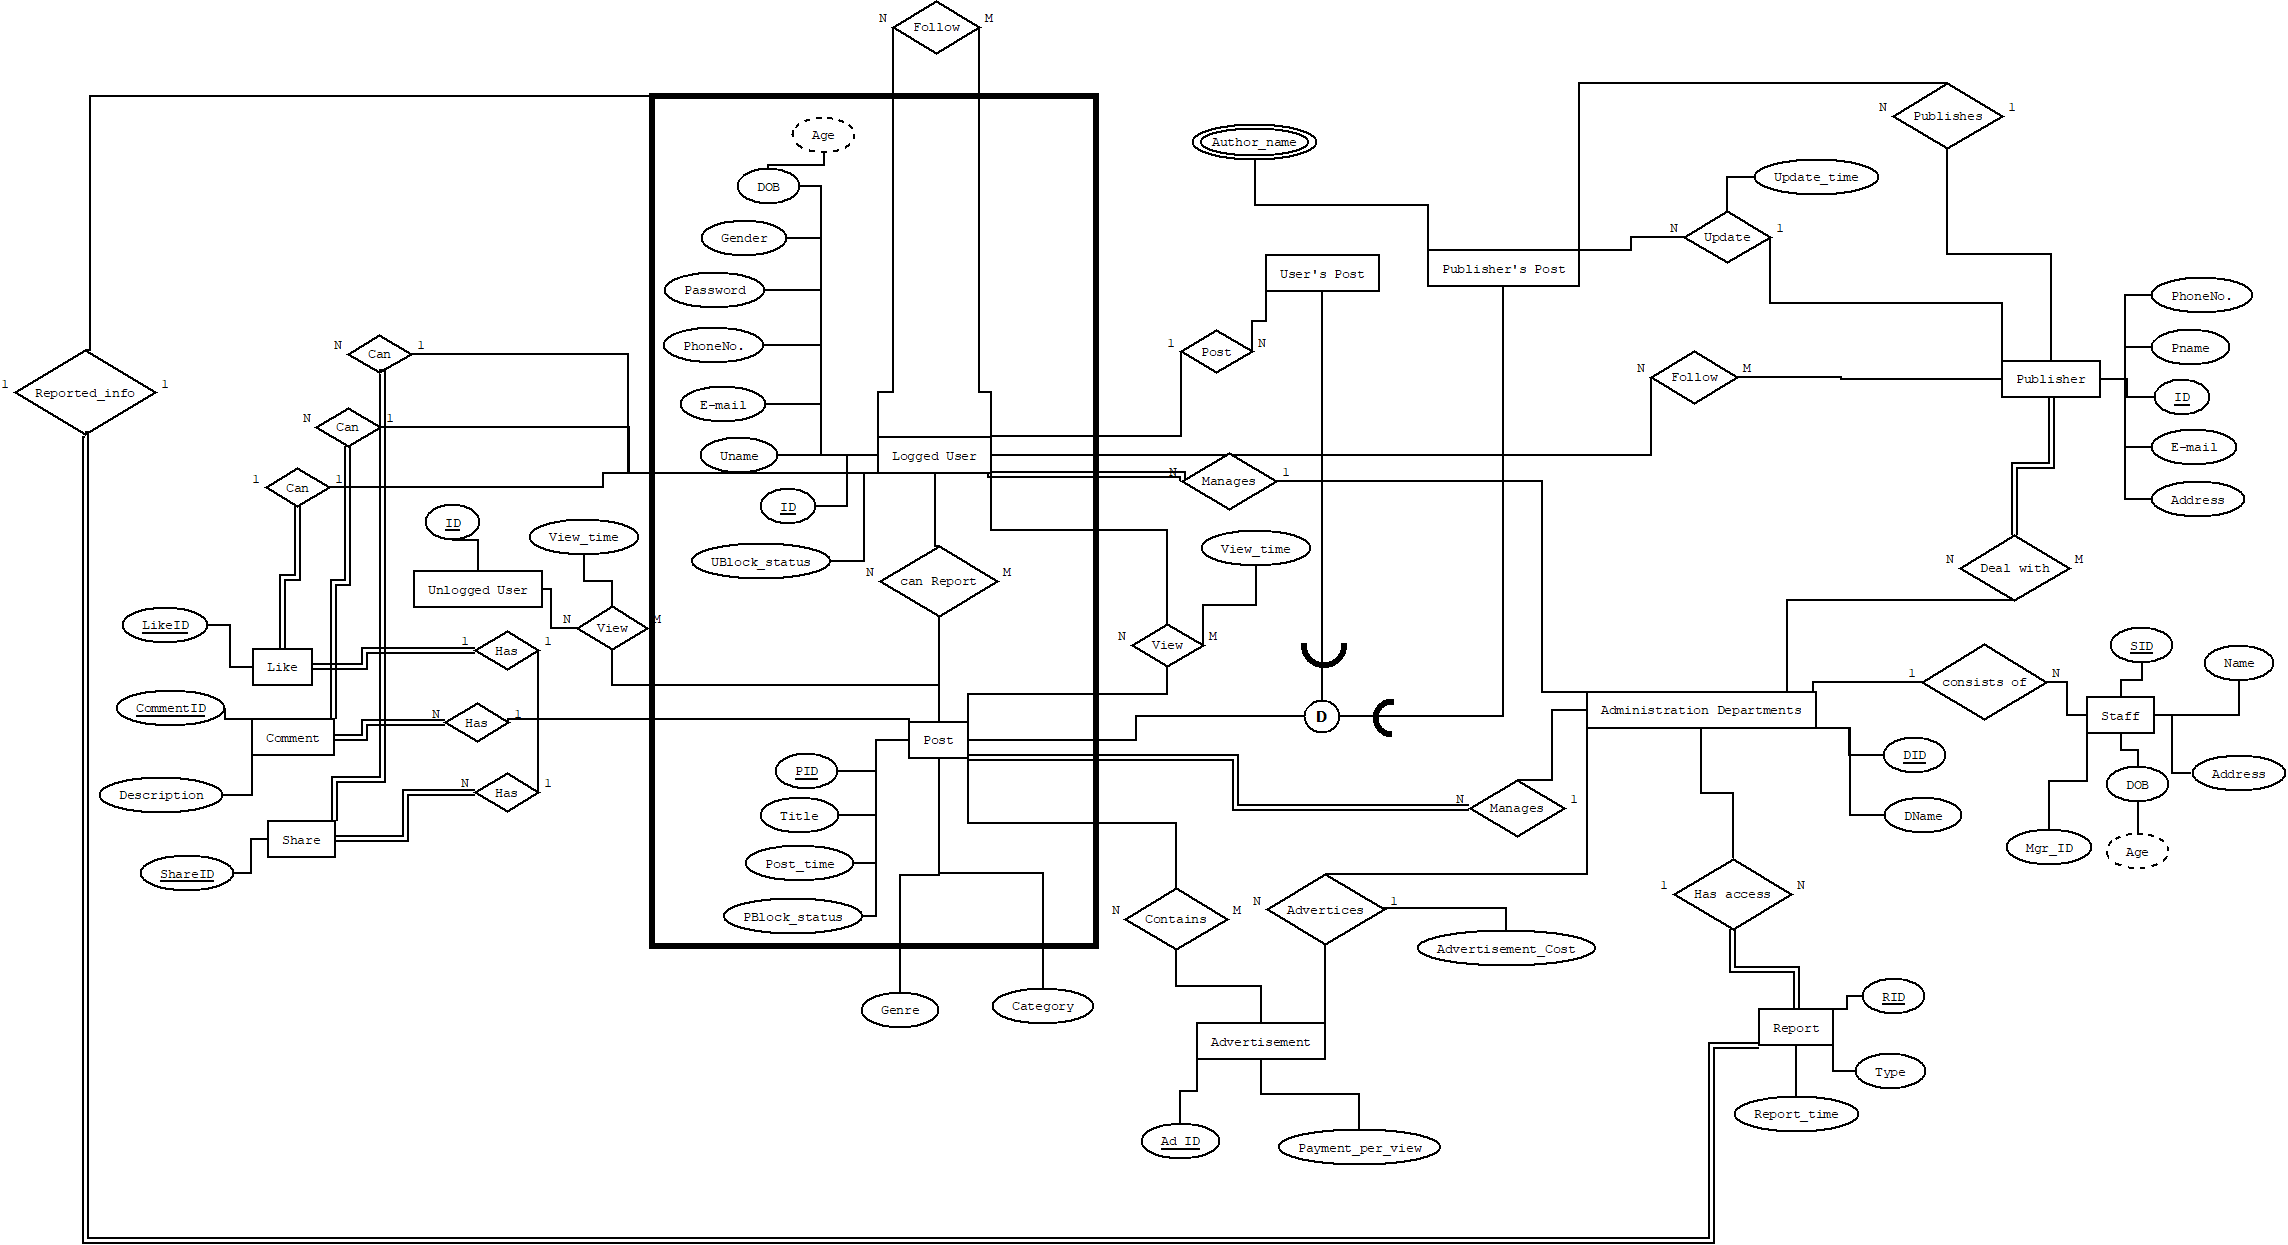 N
Follow
M
Age
DOB
Gender
Password
PhoneNo.
E-mail
Uname
ID
UBlock_status
Logged User
N
can Report
M
Author_name
N
Publishes
1
Update_time
N
Update
1
User's Post
Publisher's Post
1
Post
N
N
Follow
M
Publisher
PhoneNo.
Pname
ID
E-mail
Address
1
Reported_info
1
N
Can
1
N
Can
1
1
Can
1
N
Manages
1
ID
View_time
Unlogged User
N
View
M
View_time
N
View
M
N
Deal with
M
LikeID
Like
1
Has
1
CommentID
Comment
N
Has
1
Description
Share
N
Has
1
ShareID
Post
PID
Title
Post_time
PBlock_status
Genre
Category
D
Administration Departments
1
consists of
N
SID
Name
Staff
DOB
Address
Mgr_ID
Age
DID
DName
N
Manages
1
N
Contains
M
N
Advertices
1
Advertisement_Cost
1
Has access
N
Advertisement
Ad_ID
Payment_per_view
RID
Report
Type
Report_time